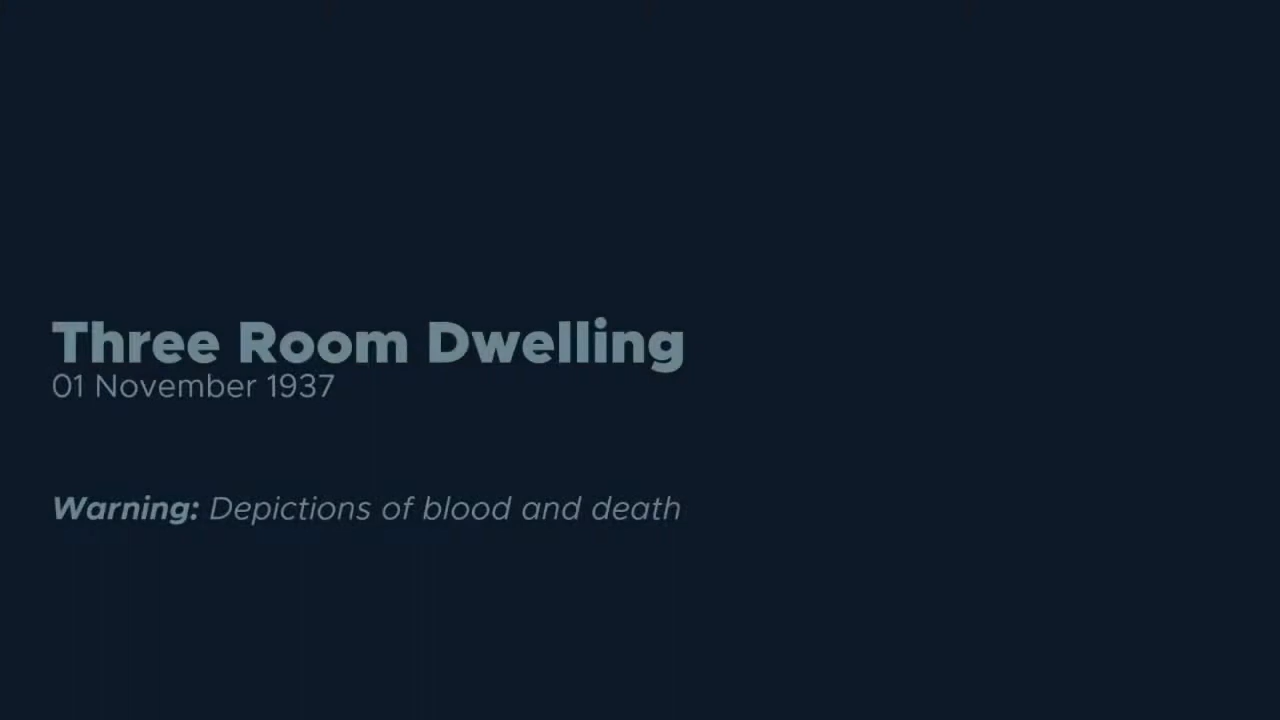 Three Room Dwelling
01 November 1937
Warning: Depictions of blood and death